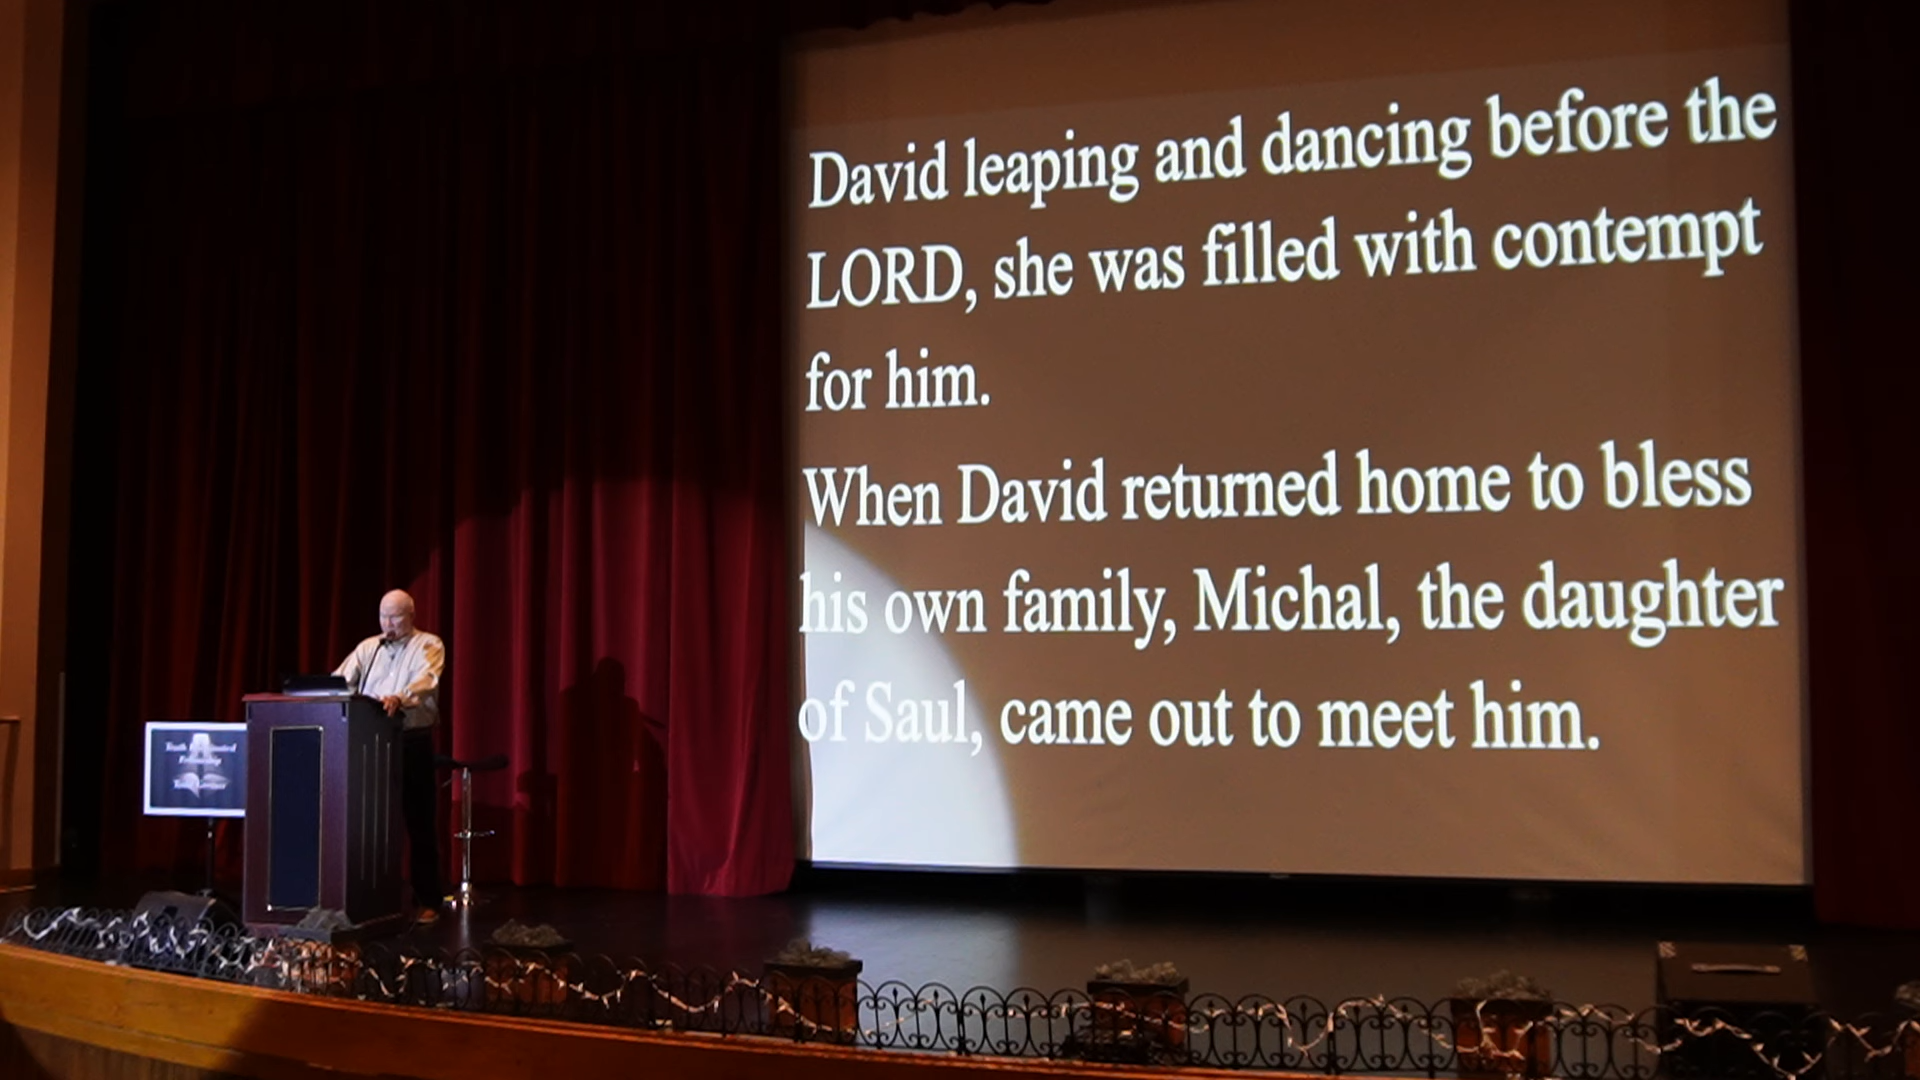 David leaping and dancing before the
LORD, she was filled with contempt
for him.
When David returned home to bless
his own family, Michal, the daughter
of Saul, came out to meet him.
Fellowship